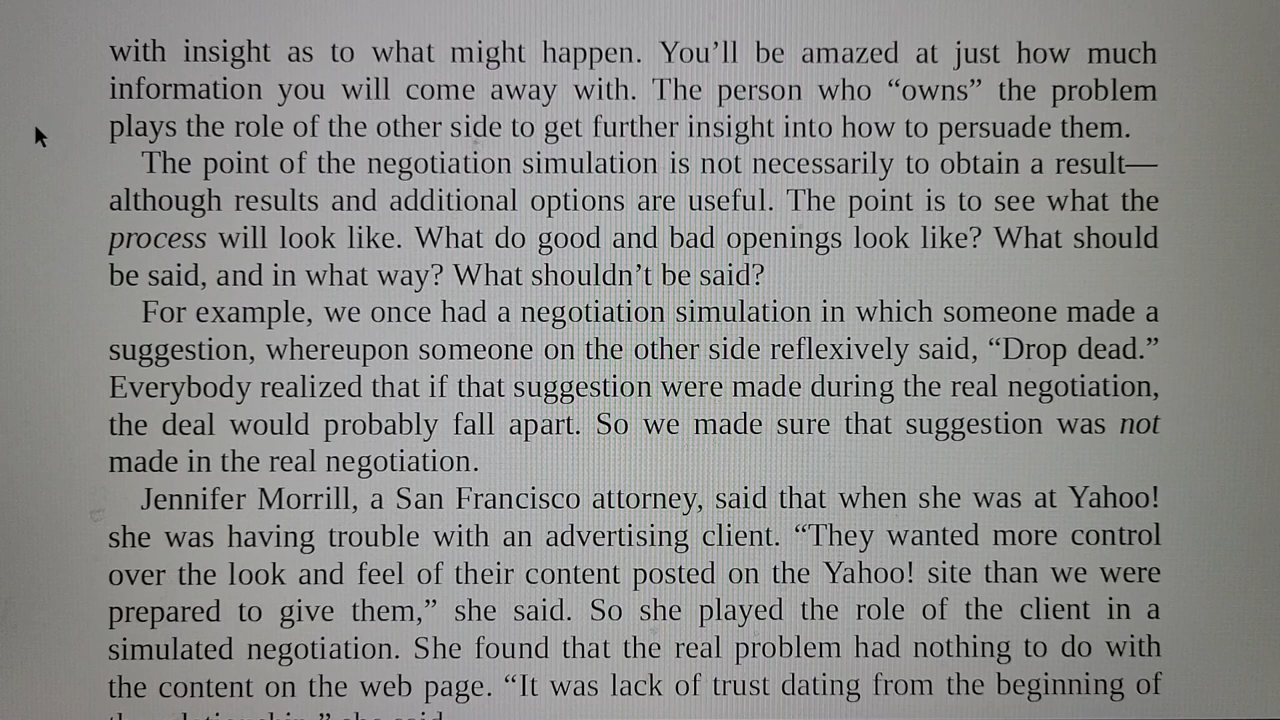 with insight as to what might happen. You’ll be amazed at just how much
information you will come away with. The person who “owns” the problem
plays the role of the other side to get further insight into how to persuade them.
The point of the negotiation simulation is not necessarily to obtain a result—
although results and additional options are useful. The point is to see what the
process will look like. What do good and bad openings look like? What should
be said, and in what way? What shouldn’t be said?
For example, we once had a negotiation simulation in which someone made a
suggestion, whereupon someone on the other side reflexively said, “Drop dead.”
Everybody realized that if that suggestion were made during the real negotiation,
the deal would probably fall apart. So we made sure that suggestion was not
made in the real negotiation.
Jennifer Morrill, a San Francisco attorney, said that when she was at Yahoo!
she was having trouble with an advertising client. “They wanted more control
over the look and feel of their content posted on the Yahoo! site than we were
prepared to give them,” she said. So she played the role of the client in a
simulated negotiation. She found that the real problem had nothing to do with
the content on the web page. “It was lack of trust dating from the beginning of